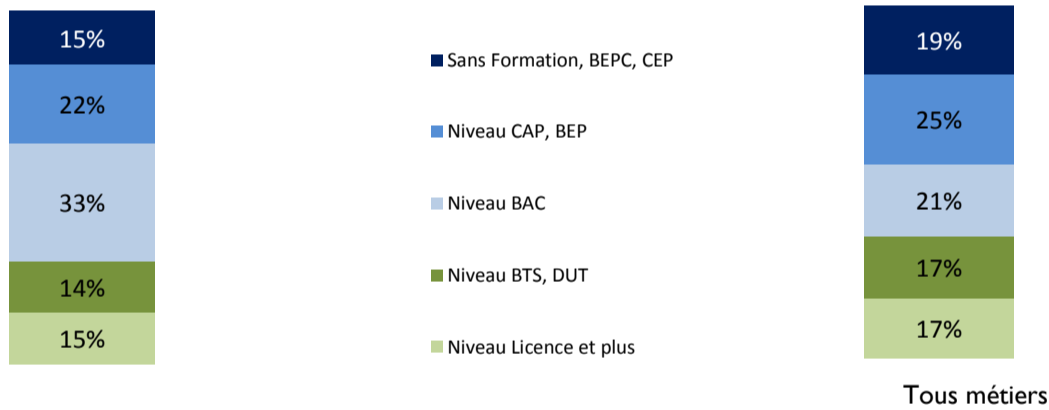 15%
22%
33%
14%
15%
Sans Formation, BEPC, CEP
Niveau CAP, BEP
Niveau BAC
Niveau BTS, DUT
Niveau Licence et plus
19%
25%
21%
17%
17%
Tous métiers